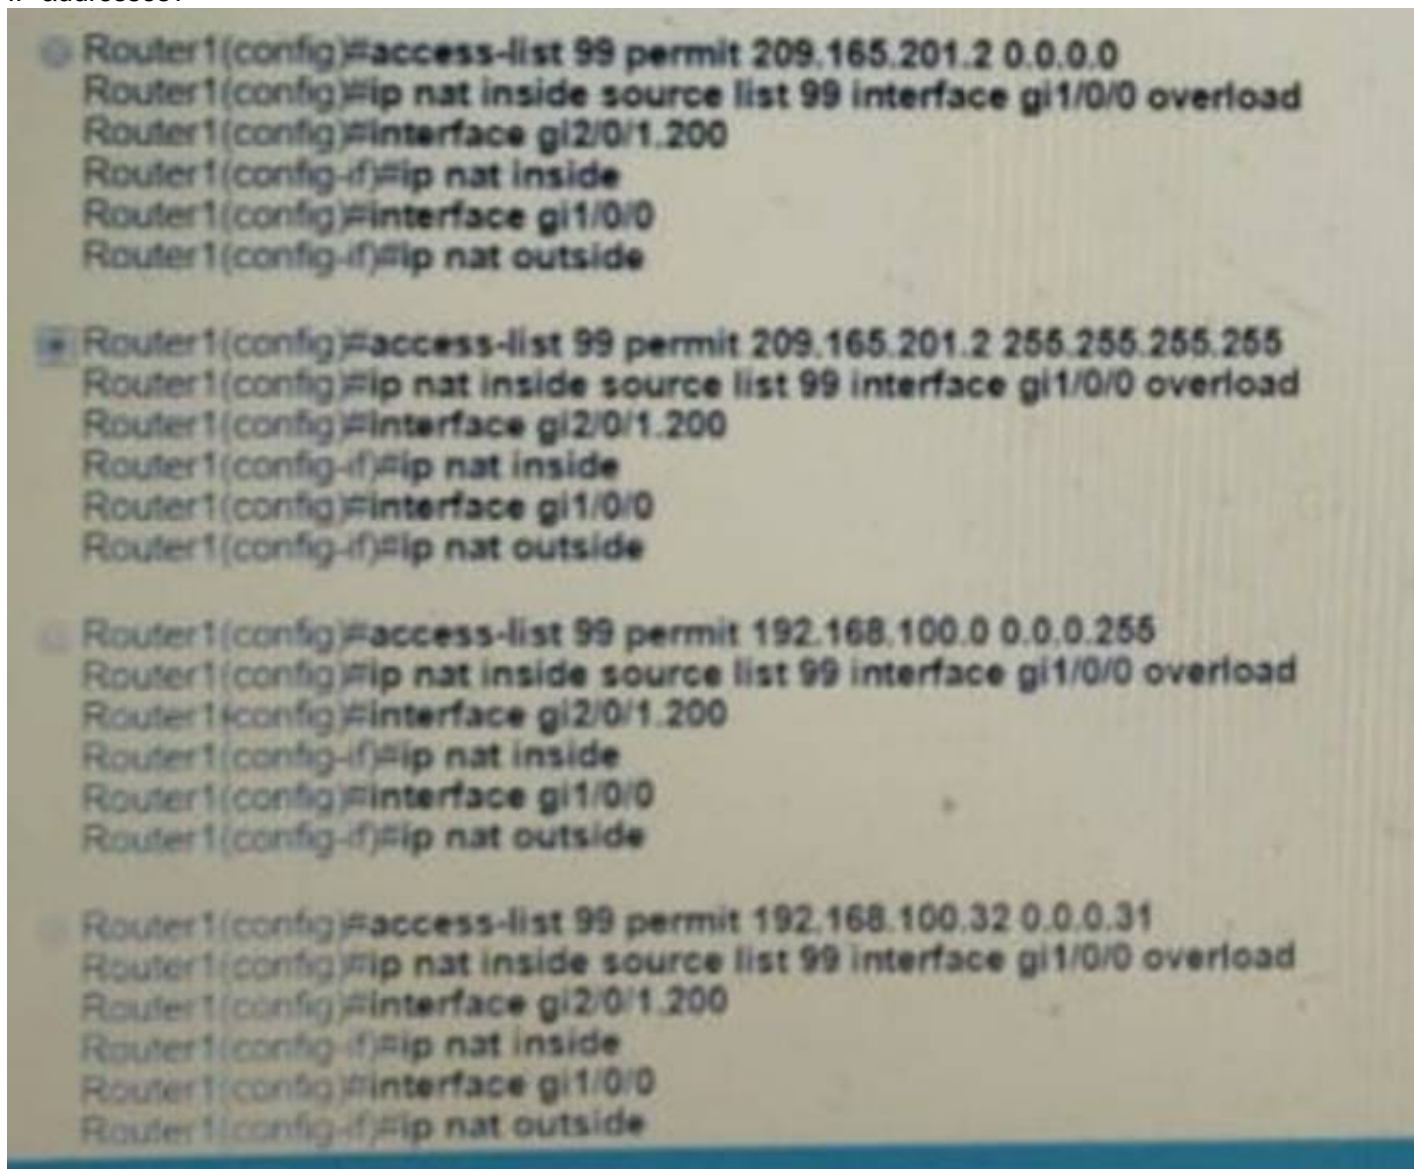 Router1(config)#access-list 99 permit 209.165.201.2 0.0.0.0
Router1(config)#ip nat inside source list 99 interface gi1/0/0 overload
Router1(config)#interface gi2/0/1.200
Router1(config-if)#ip nat inside
Router1(config)#interface gi1/0/0
Router1(config-if)#ip nat outside
Router1(config)#access-list 99 permit 209.165.201.2 255.255.255.255
Router1(config)#ip nat inside source list 99 interface gi1/0/0 overload
Router1(config)#interface gi2/0/1.200
Router1(config-if)#ip nat inside
Router1(config)#interface gi1/0/0
Router1(config-if)#ip nat outside
Router1(config)#access-list 99 permit 192.168.100.0 0.0.0.255
Router1(config)#ip nat inside source list 99 interface gi1/0/0 overload
Router1(config)#interface gi2/0/1.200
Router1(config-if)#ip nat inside
Router1(config)#interface gi1/0/0
Router1(config-if)#ip nat outside
Router1(config)#access-list 99 permit 192.168.100.32 0.0.0.31
Router1(config)#ip nat inside source list 99 interface gi1/0/0 overload
Router1(config)#interface gi2/0/1.200
Router1(config-if)#ip nat inside
Router1(config)#interface gi1/0/0
Router1(config-if)#ip nat outside